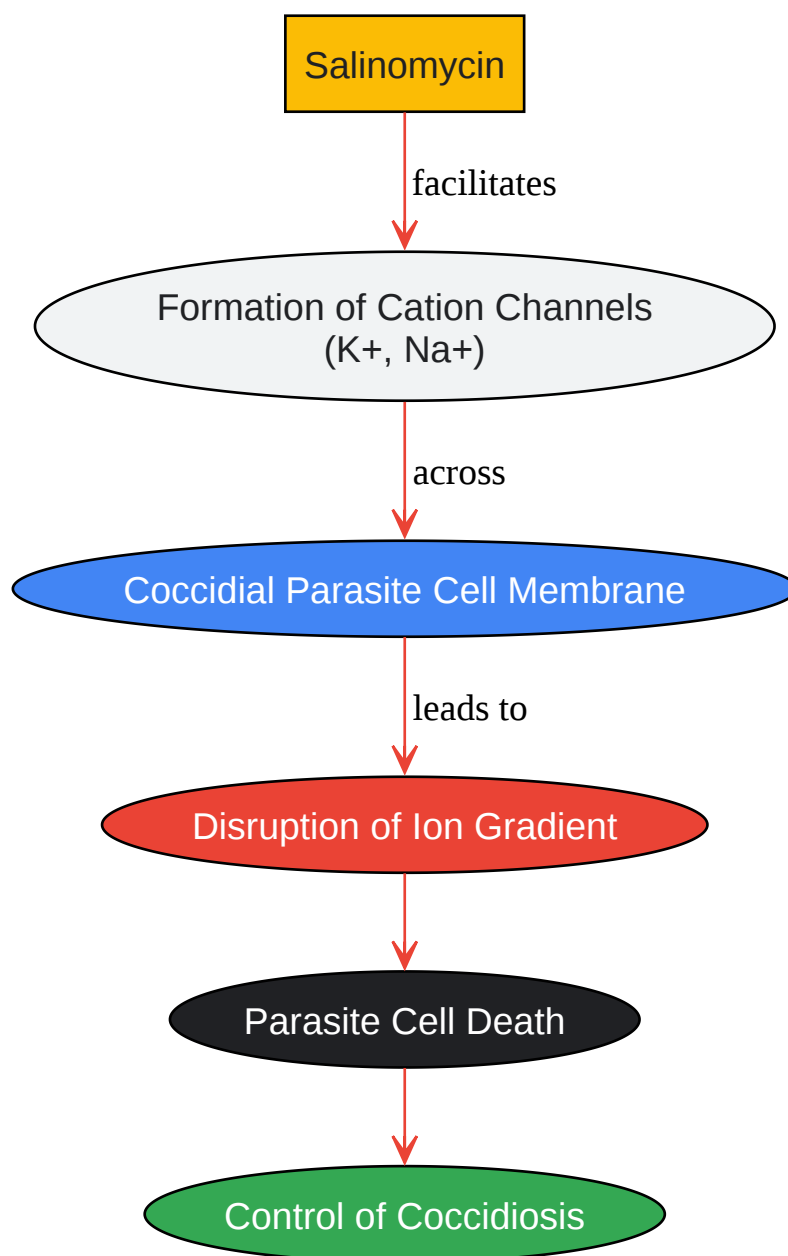 Salinomycin
facilitates
Formation of Cation Channels
(K+, Na+)
across
Coccidial Parasite Cell Membrane
leads to
Disruption of Ion Gradient
Parasite Cell Death
Control of Coccidiosis